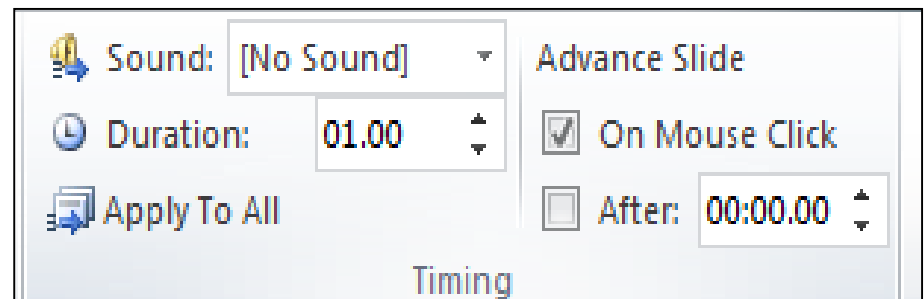 Sound: [No Sound]
Duration: 01.00
Apply To All
Advance Slide
On Mouse Click
After: 00:00.00
Timing